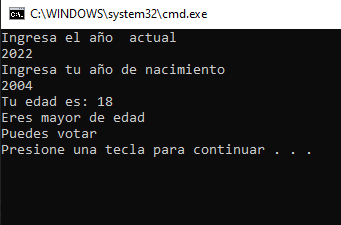 C:\WINDOWS\system32\cmd.exe
Ingresa el año  actual
2022
Ingresa tu año de nacimiento
2004
Tu edad es: 18
Eres mayor de edad
Puedes votar
Presione una tecla para continuar . . .